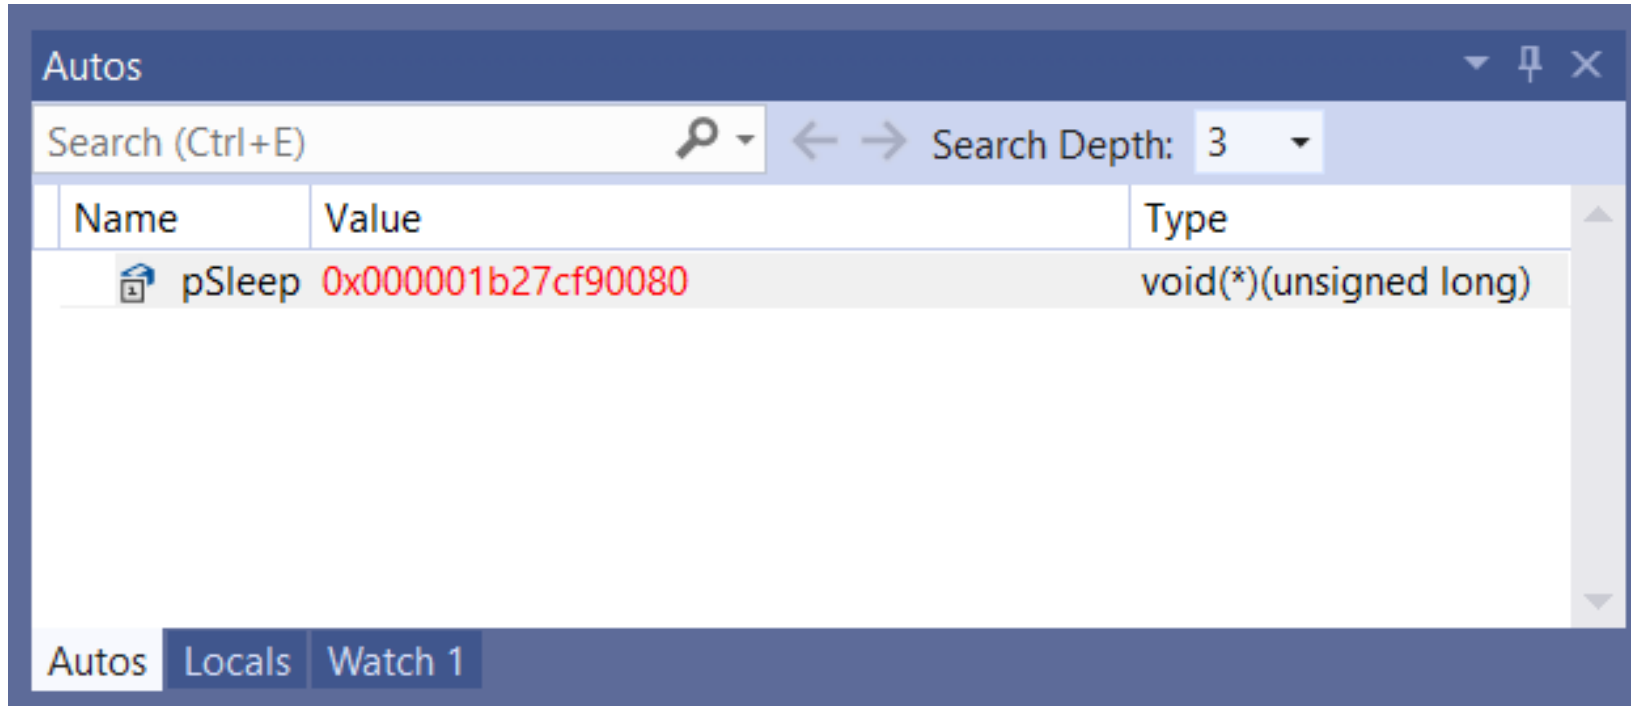 Autos
Search (Ctrl+E) Search Depth: 3
Name Value Type
pSleep 0x000001b27cf90080 void(*)(unsigned long)
Autos Locals Watch 1